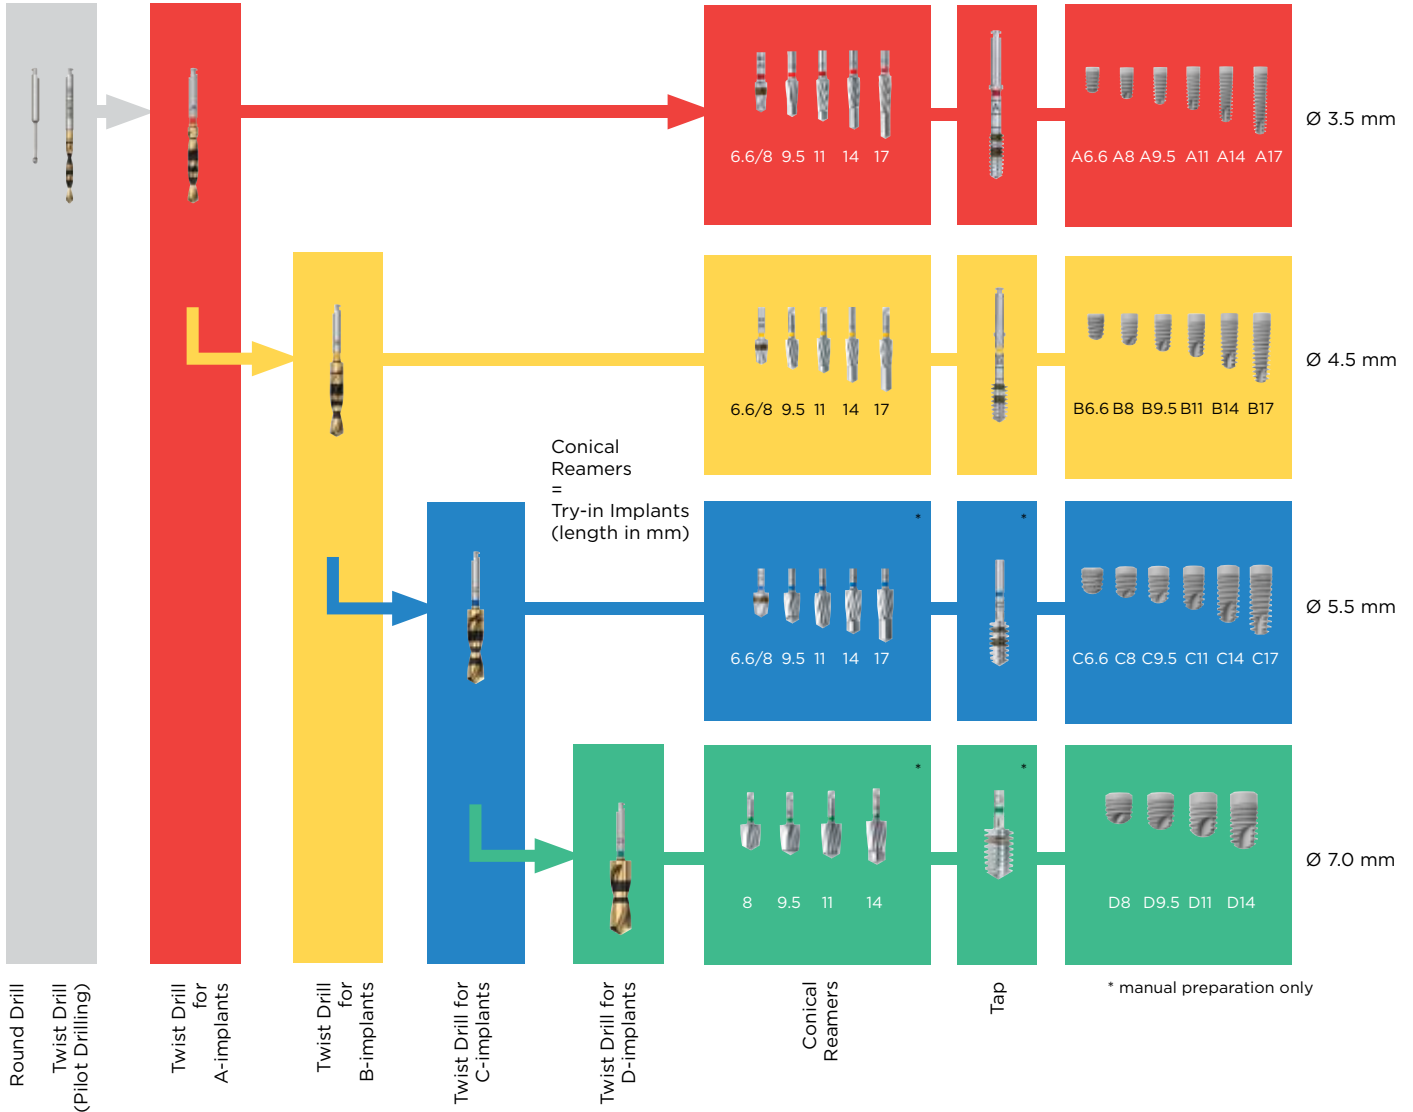 6.6/8 9.5 11 14 17
A6.6 A8 A9.5 A11 A14 A17
Ø 3.5 mm
6.6/8 9.5 11 14 17
B6.6 B8 B9.5 B11 B14 B17
Ø 4.5 mm
Conical
Reamers
=
Try-in Implants
(length in mm)
*
*
6.6/8 9.5 11 14 17
C6.6 C8 C9.5 C11 C14 C17
Ø 5.5 mm
*
*
8 9.5 11 14
D8 D9.5 D11 D14
Ø 7.0 mm
* manual preparation only
Round Drill
Twist Drill
(Pilot Drilling)
Twist Drill
for
A-implants
Twist Drill
for
B-implants
Twist Drill for
C-implants
Twist Drill for
D-implants
Conical
Reamers
Tap